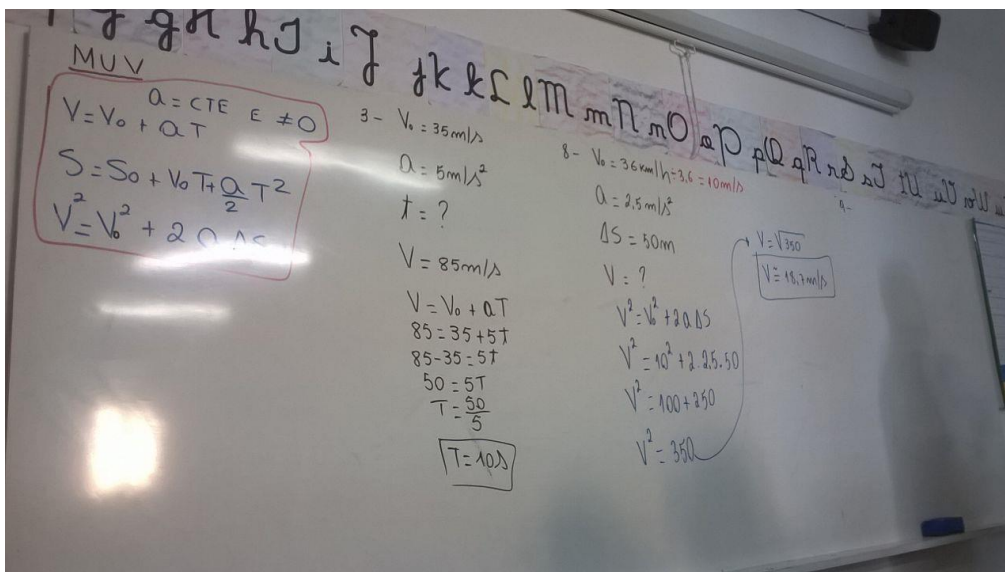 g H h I i J j K k L l M m N n O o P p Q q R r S s T t U u V v W
MUV
a = CTE E ≠ 0
V = V₀ + aT
S = S₀ + V₀T + a/2 T²
V² = V₀² + 2 a ΔS
3 - V₀ = 35m/s
a = 5m/s²
t = ?
V = 85m/s
V = V₀ + aT
85 = 35 + 5t
85 - 35 = 5t
50 = 5T
T = 50/5
T = 10s
8 - V₀ = 36km/h ÷ 3,6 = 10m/s
a = 2,5m/s²
ΔS = 50m
V = ?
V² = V₀² + 2aΔS
V² = 10² + 2 . 2,5 . 50
V² = 100 + 250
V² = 350
V = √350
V = 18,7m/s